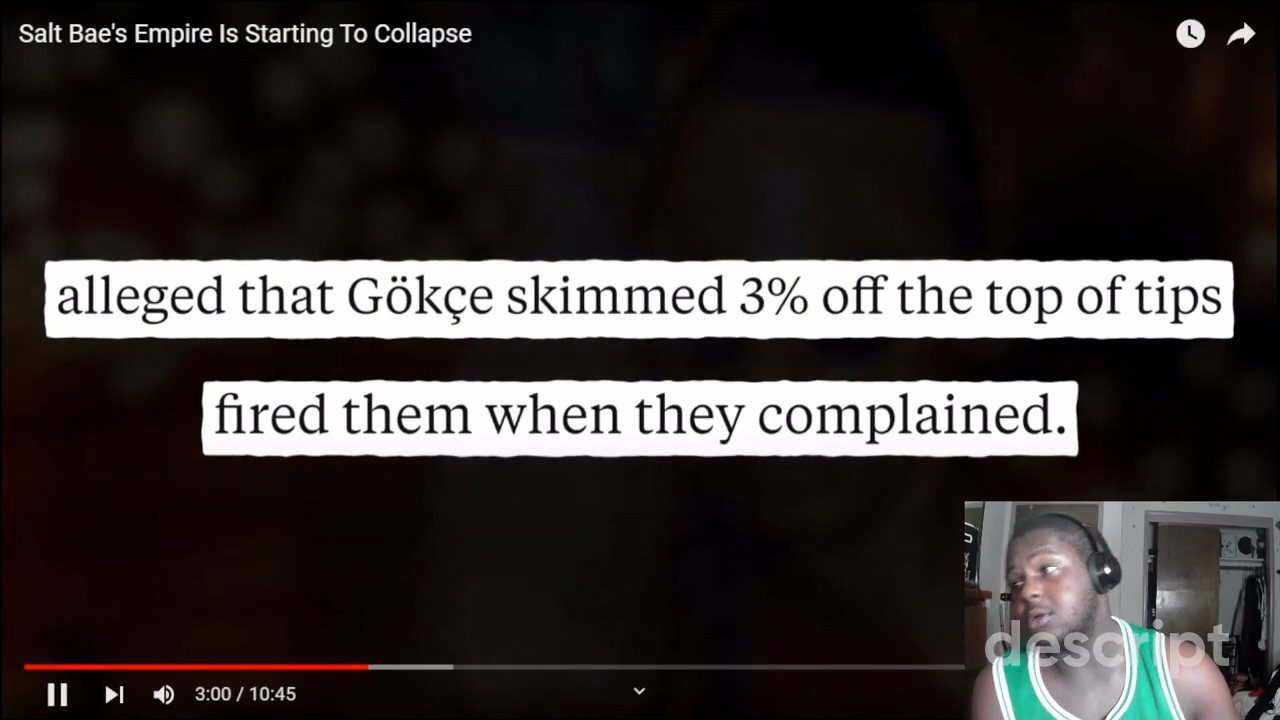 Salt Bae's Empire Is Starting To Collapse
alleged that Gökçe skimmed 3% off the top of tips
fired them when they complained.
descript
3:00 / 10:45